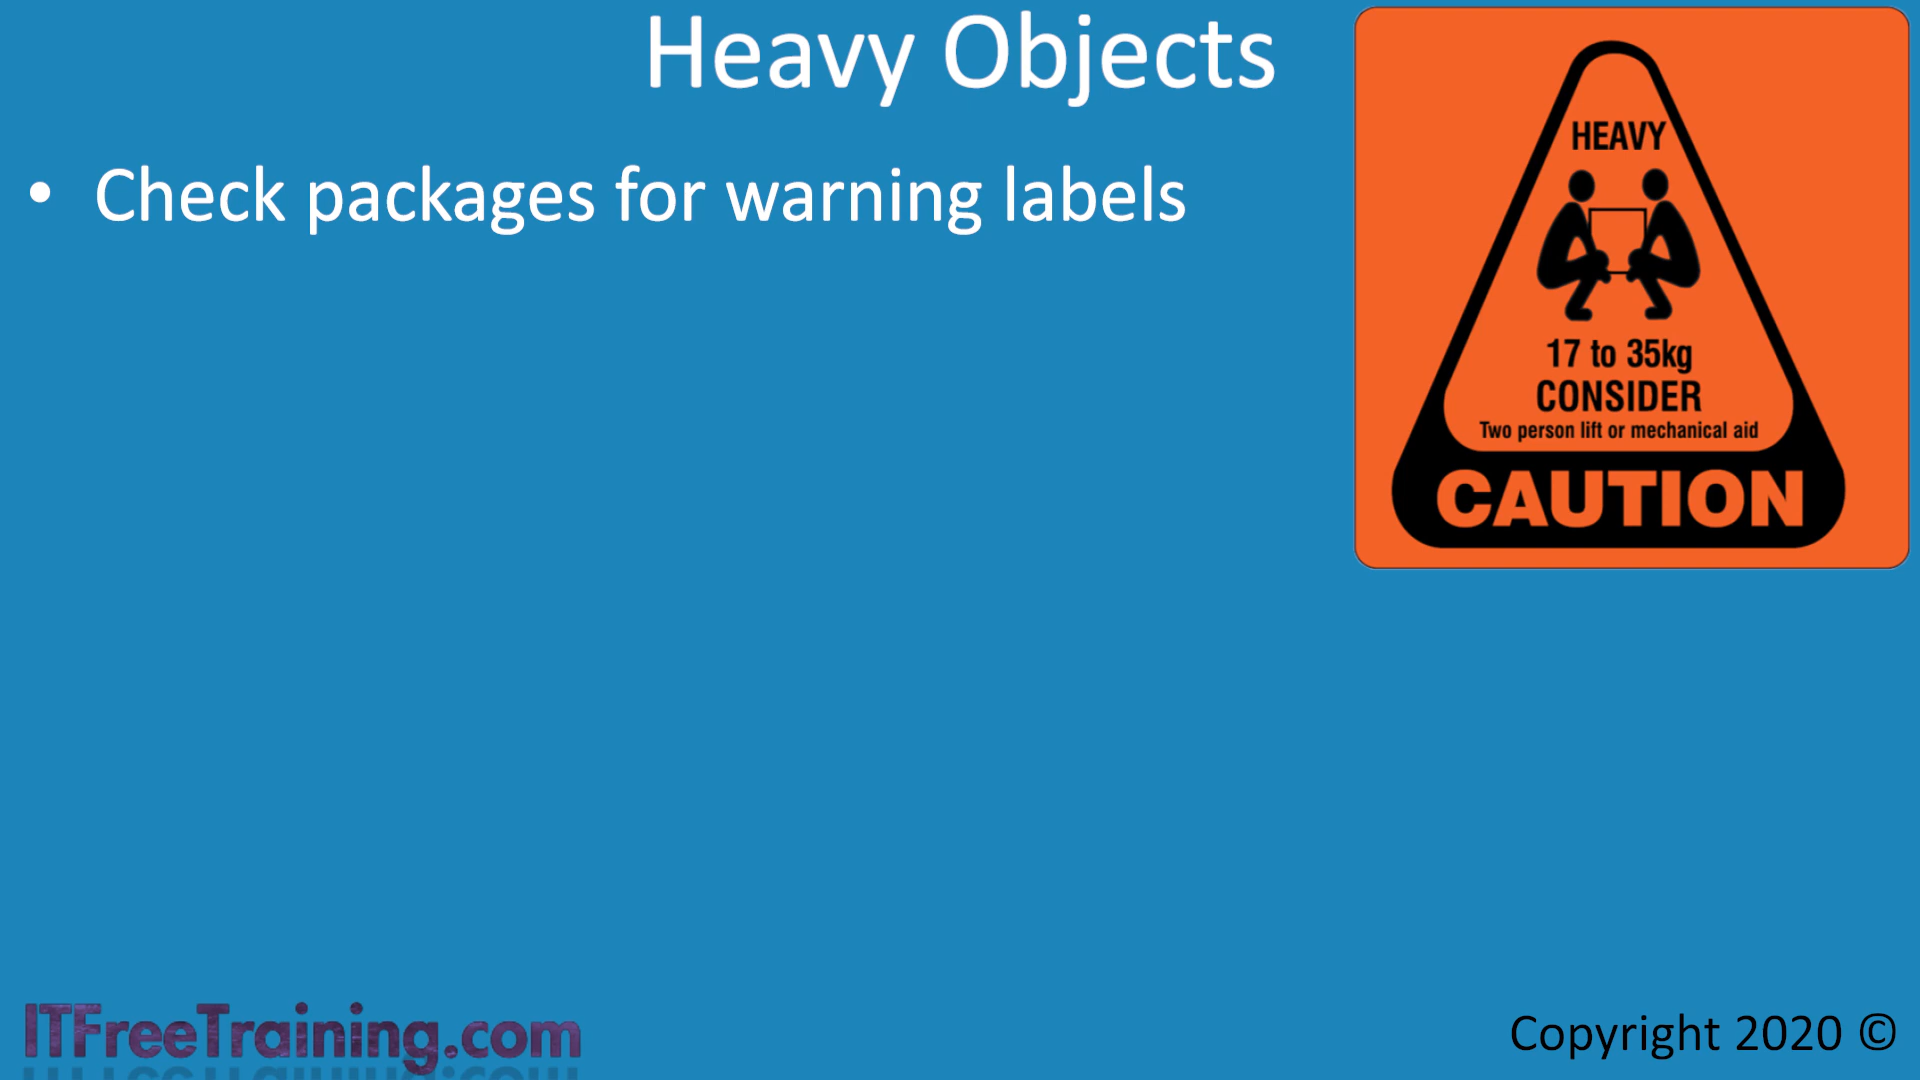 Heavy Objects
• Check packages for warning labels
HEAVY
17 to 35kg
CONSIDER
Two person lift or mechanical aid
CAUTION
ITFreeTraining.com
Copyright 2020 ©